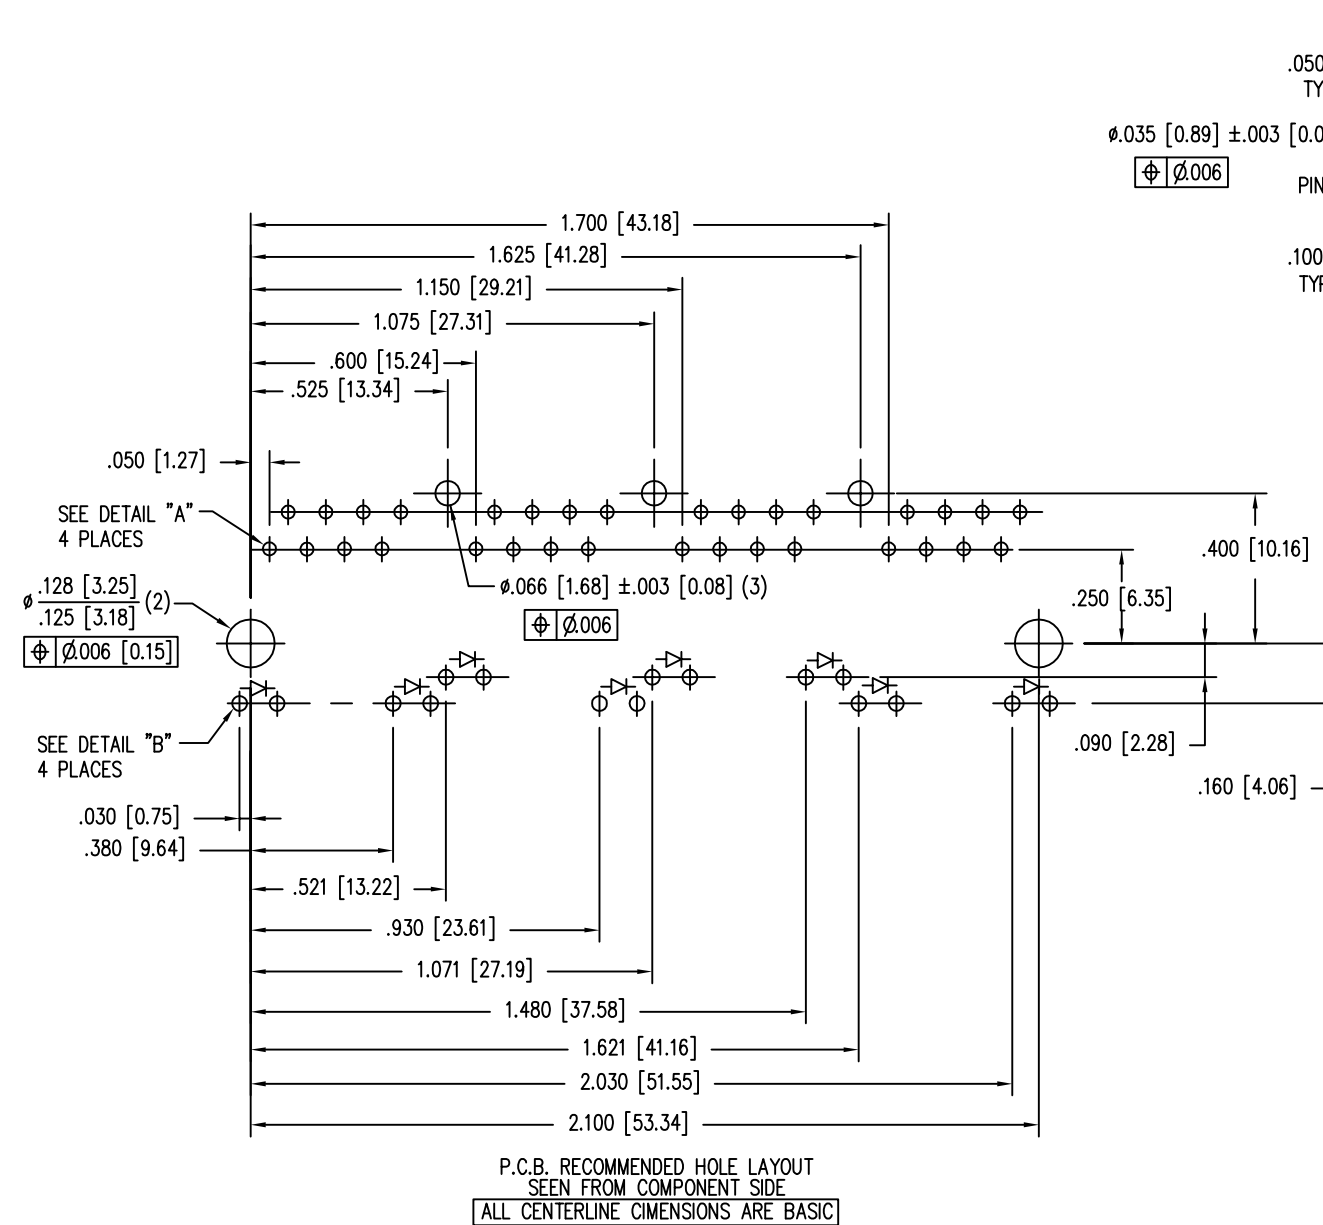 .050
TY
ø.035 [0.89] ±.003 [0.0
⌖ Ø.006
PIN
.100
TYP
1.700 [43.18]
1.625 [41.28]
1.150 [29.21]
1.075 [27.31]
.600 [15.24]
.525 [13.34]
.050 [1.27]
SEE DETAIL "A"
4 PLACES
.400 [10.16]
ø.066 [1.68] ±.003 [0.08] (3)
⌖ Ø.006
.250 [6.35]
ø .128 [3.25]
.125 [3.18] (2)
⌖ Ø.006 [0.15]
SEE DETAIL "B"
4 PLACES
.090 [2.28]
.160 [4.06]
.030 [0.75]
.380 [9.64]
.521 [13.22]
.930 [23.61]
1.071 [27.19]
1.480 [37.58]
1.621 [41.16]
2.030 [51.55]
2.100 [53.34]
P.C.B. RECOMMENDED HOLE LAYOUT
SEEN FROM COMPONENT SIDE
ALL CENTERLINE CIMENSIONS ARE BASIC